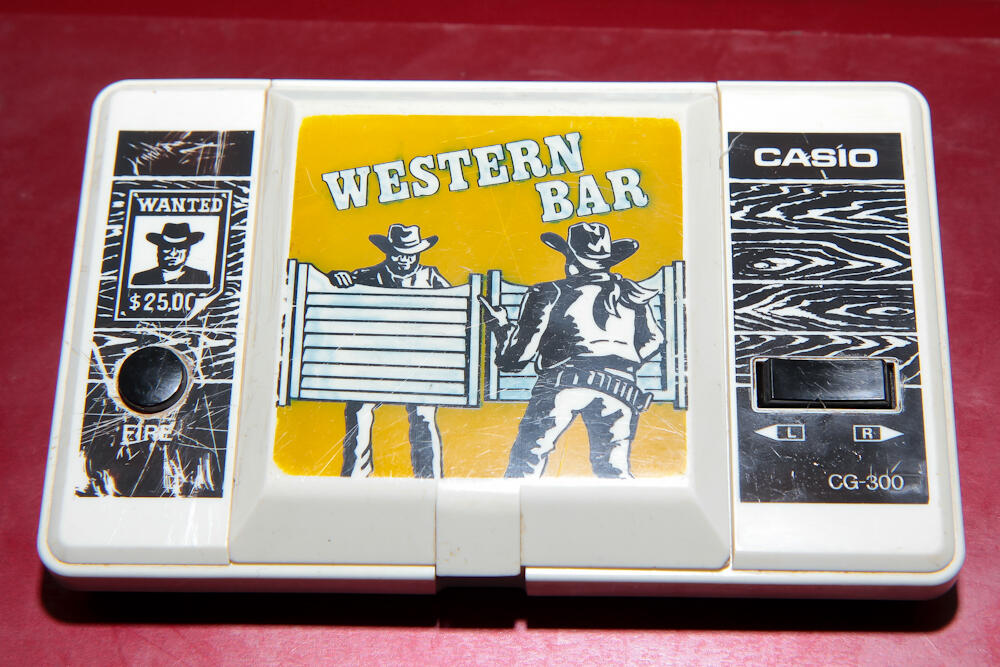 WANTED
$25,00
FIRE
WESTERN
BAR
CASIO
L
R
CG-300